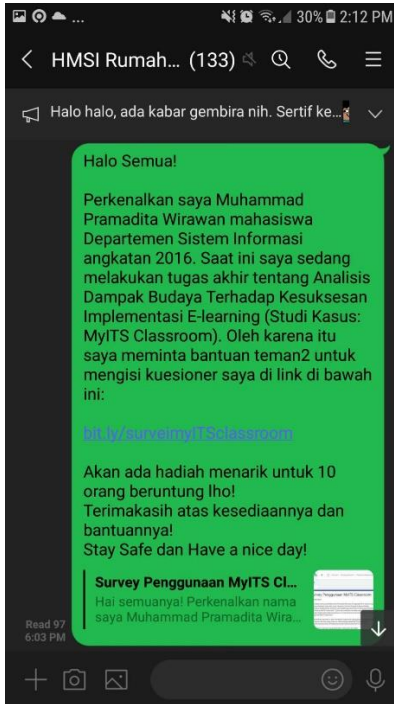 30% 2:12 PM
HMSI Rumah... (133)
Halo halo, ada kabar gembira nih. Sertif ke...
Halo Semua!
Perkenalkan saya Muhammad
Pramadita Wirawan mahasiswa
Departemen Sistem Informasi
angkatan 2016. Saat ini saya sedang
melakukan tugas akhir tentang Analisis
Dampak Budaya Terhadap Kesuksesan
Implementasi E-learning (Studi Kasus:
MyITS Classroom). Oleh karena itu
saya meminta bantuan teman2 untuk
mengisi kuesioner saya di link di bawah
ini:
bit.ly/surveimyITSclassroom
Akan ada hadiah menarik untuk 10
orang beruntung lho!
Terimakasih atas kesediaannya dan
bantuannya!
Stay Safe dan Have a nice day!
Survey Penggunaan MyITS Cl...
Hai semuanya! Perkenalkan nama
saya Muhammad Pramadita Wira...
Read 97
6:03 PM